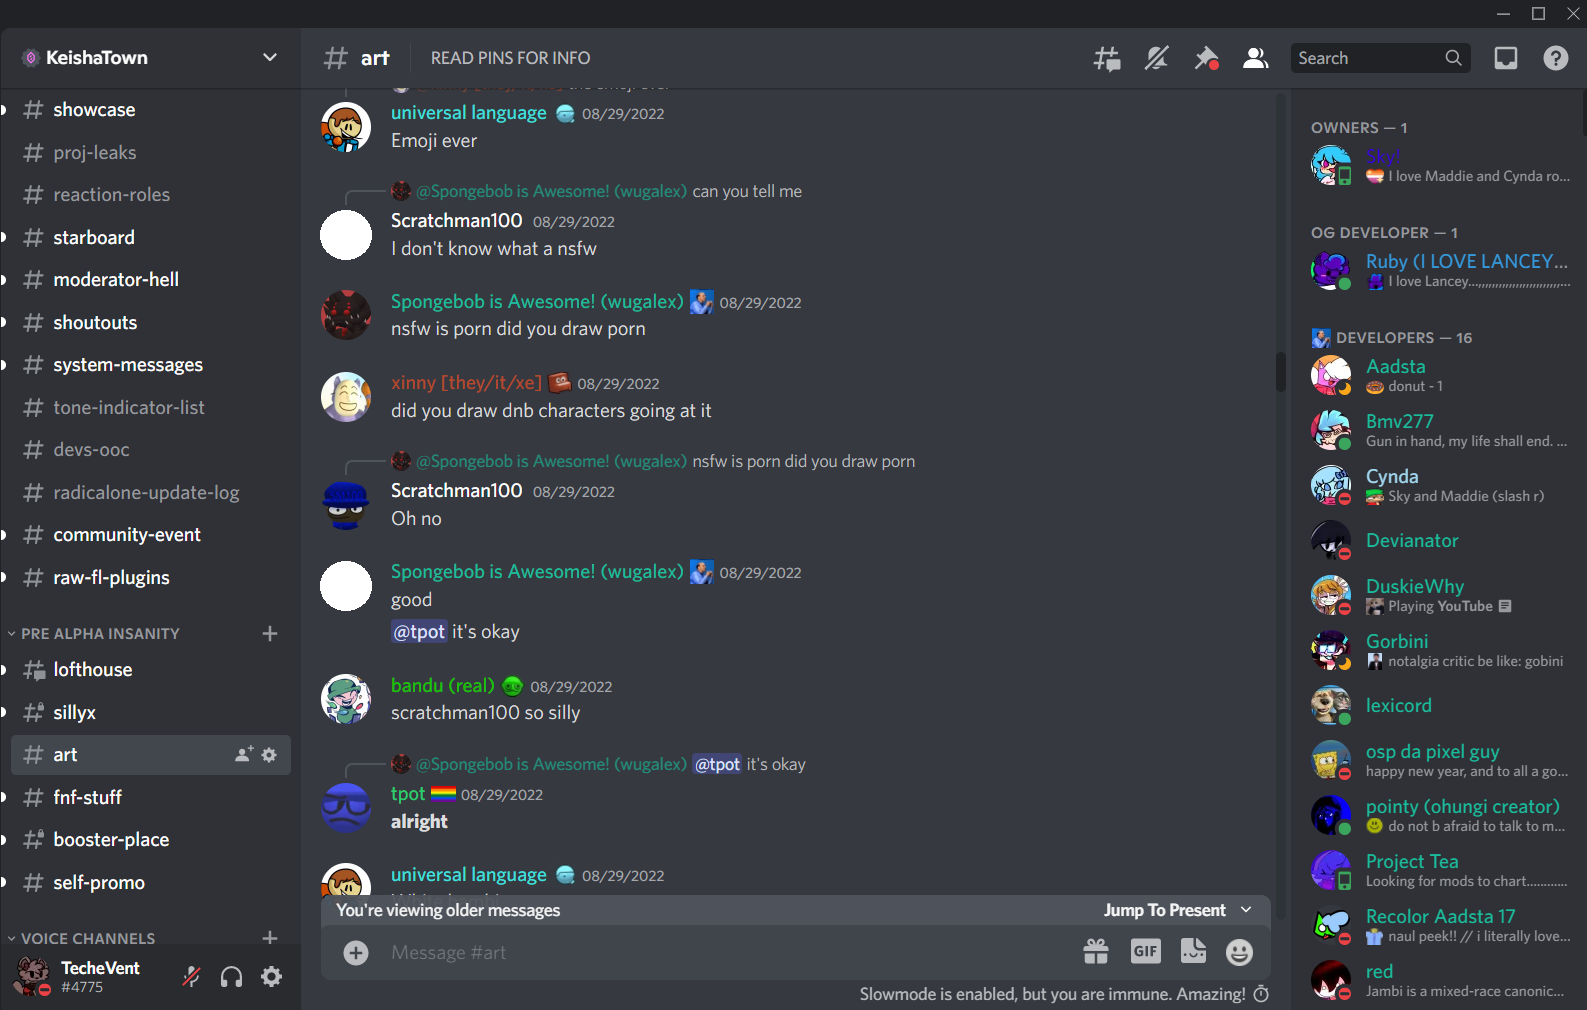 KeishaTown
showcase
proj-leaks
reaction-roles
starboard
moderator-hell
shoutouts
system-messages
tone-indicator-list
devs-ooc
radicalone-update-log
community-event
raw-fl-plugins
PRE ALPHA INSANITY
lofthouse
sillyx
art
fnf-stuff
booster-place
self-promo
VOICE CHANNELS
TecheVent
#4775
art
READ PINS FOR INFO
Search
universal language 08/29/2022
Emoji ever
@Spongebob is Awesome! (wugalex) can you tell me
Scratchman100 08/29/2022
I don't know what a nsfw
Spongebob is Awesome! (wugalex) 08/29/2022
nsfw is porn did you draw porn
xinny [they/it/xe] 08/29/2022
did you draw dnb characters going at it
@Spongebob is Awesome! (wugalex) nsfw is porn did you draw porn
Scratchman100 08/29/2022
Oh no
Spongebob is Awesome! (wugalex) 08/29/2022
good
@tpot it's okay
bandu (real) 08/29/2022
scratchman100 so silly
@Spongebob is Awesome! (wugalex) @tpot it's okay
tpot 08/29/2022
alright
universal language 08/29/2022
You're viewing older messages
Jump To Present
Message #art
GIF
Slowmode is enabled, but you are immune. Amazing!
OWNERS — 1
Sky!
I love Maddie and Cynda ro...
OG DEVELOPER — 1
Ruby (I LOVE LANCEY...
I love Lancey...,,,,,,,,,,,,,,,,,,,,,,,,,...
DEVELOPERS — 16
Aadsta
donut - 1
Bmv277
Gun in hand, my life shall end. ...
Cynda
Sky and Maddie (slash r)
Devianator
DuskieWhy
Playing YouTube
Gorbini
notalgia critic be like: gobini
lexicord
osp da pixel guy
happy new year, and to all a go...
pointy (ohungi creator)
do not b afraid to talk to m...
Project Tea
Looking for mods to chart............
Recolor Aadsta 17
naul peek!! // i literally love...
red
Jambi is a mixed-race canonic...